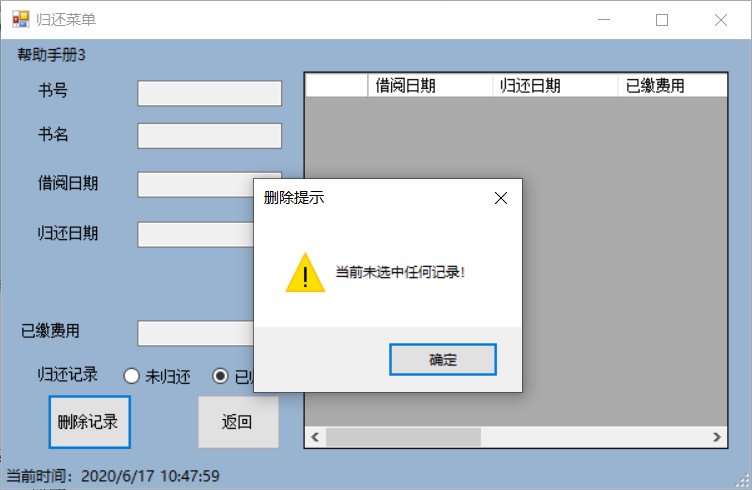 归还菜单
帮助手册3
书号
书名
借阅日期
归还日期
已缴费用
归还记录
未归还
删除记录
返回
借阅日期 归还日期 已缴费用
删除提示
当前未选中任何记录!
确定
当前时间: 2020/6/17 10:47:59